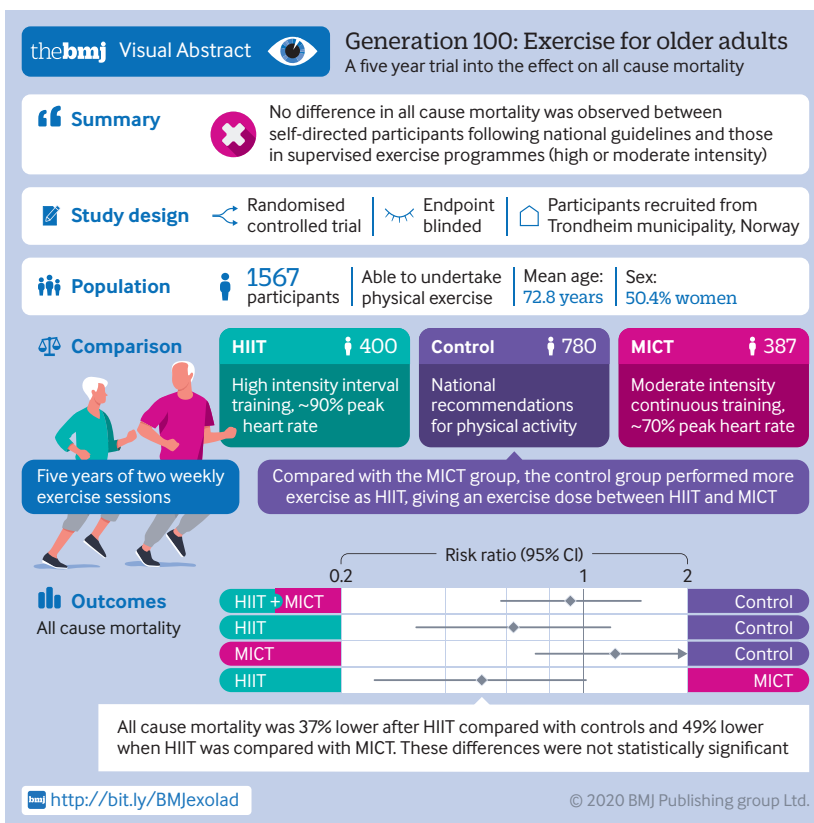 thebmj Visual Abstract
Generation 100: Exercise for older adults
A five year trial into the effect on all cause mortality
Summary
No difference in all cause mortality was observed between
self-directed participants following national guidelines and those
in supervised exercise programmes (high or moderate intensity)
Study design
Randomised
controlled trial
Endpoint
blinded
Participants recruited from
Trondheim municipality, Norway
Population
1567
participants
Able to undertake
physical exercise
Mean age:
72.8 years
Sex:
50.4% women
Comparison
HIIT 400
High intensity interval
training, ~90% peak
heart rate
Control 780
National
recommendations
for physical activity
MICT 387
Moderate intensity
continuous training,
~70% peak heart rate
Five years of two weekly
exercise sessions
Compared with the MICT group, the control group performed more
exercise as HIIT, giving an exercise dose between HIIT and MICT
Risk ratio (95% CI)
0.2 1 2
Outcomes
All cause mortality
HIIT + MICT Control
HIIT Control
MICT Control
HIIT MICT
All cause mortality was 37% lower after HIIT compared with controls and 49% lower
when HIIT was compared with MICT. These differences were not statistically significant
bmj http://bit.ly/BMJexolad
© 2020 BMJ Publishing group Ltd.